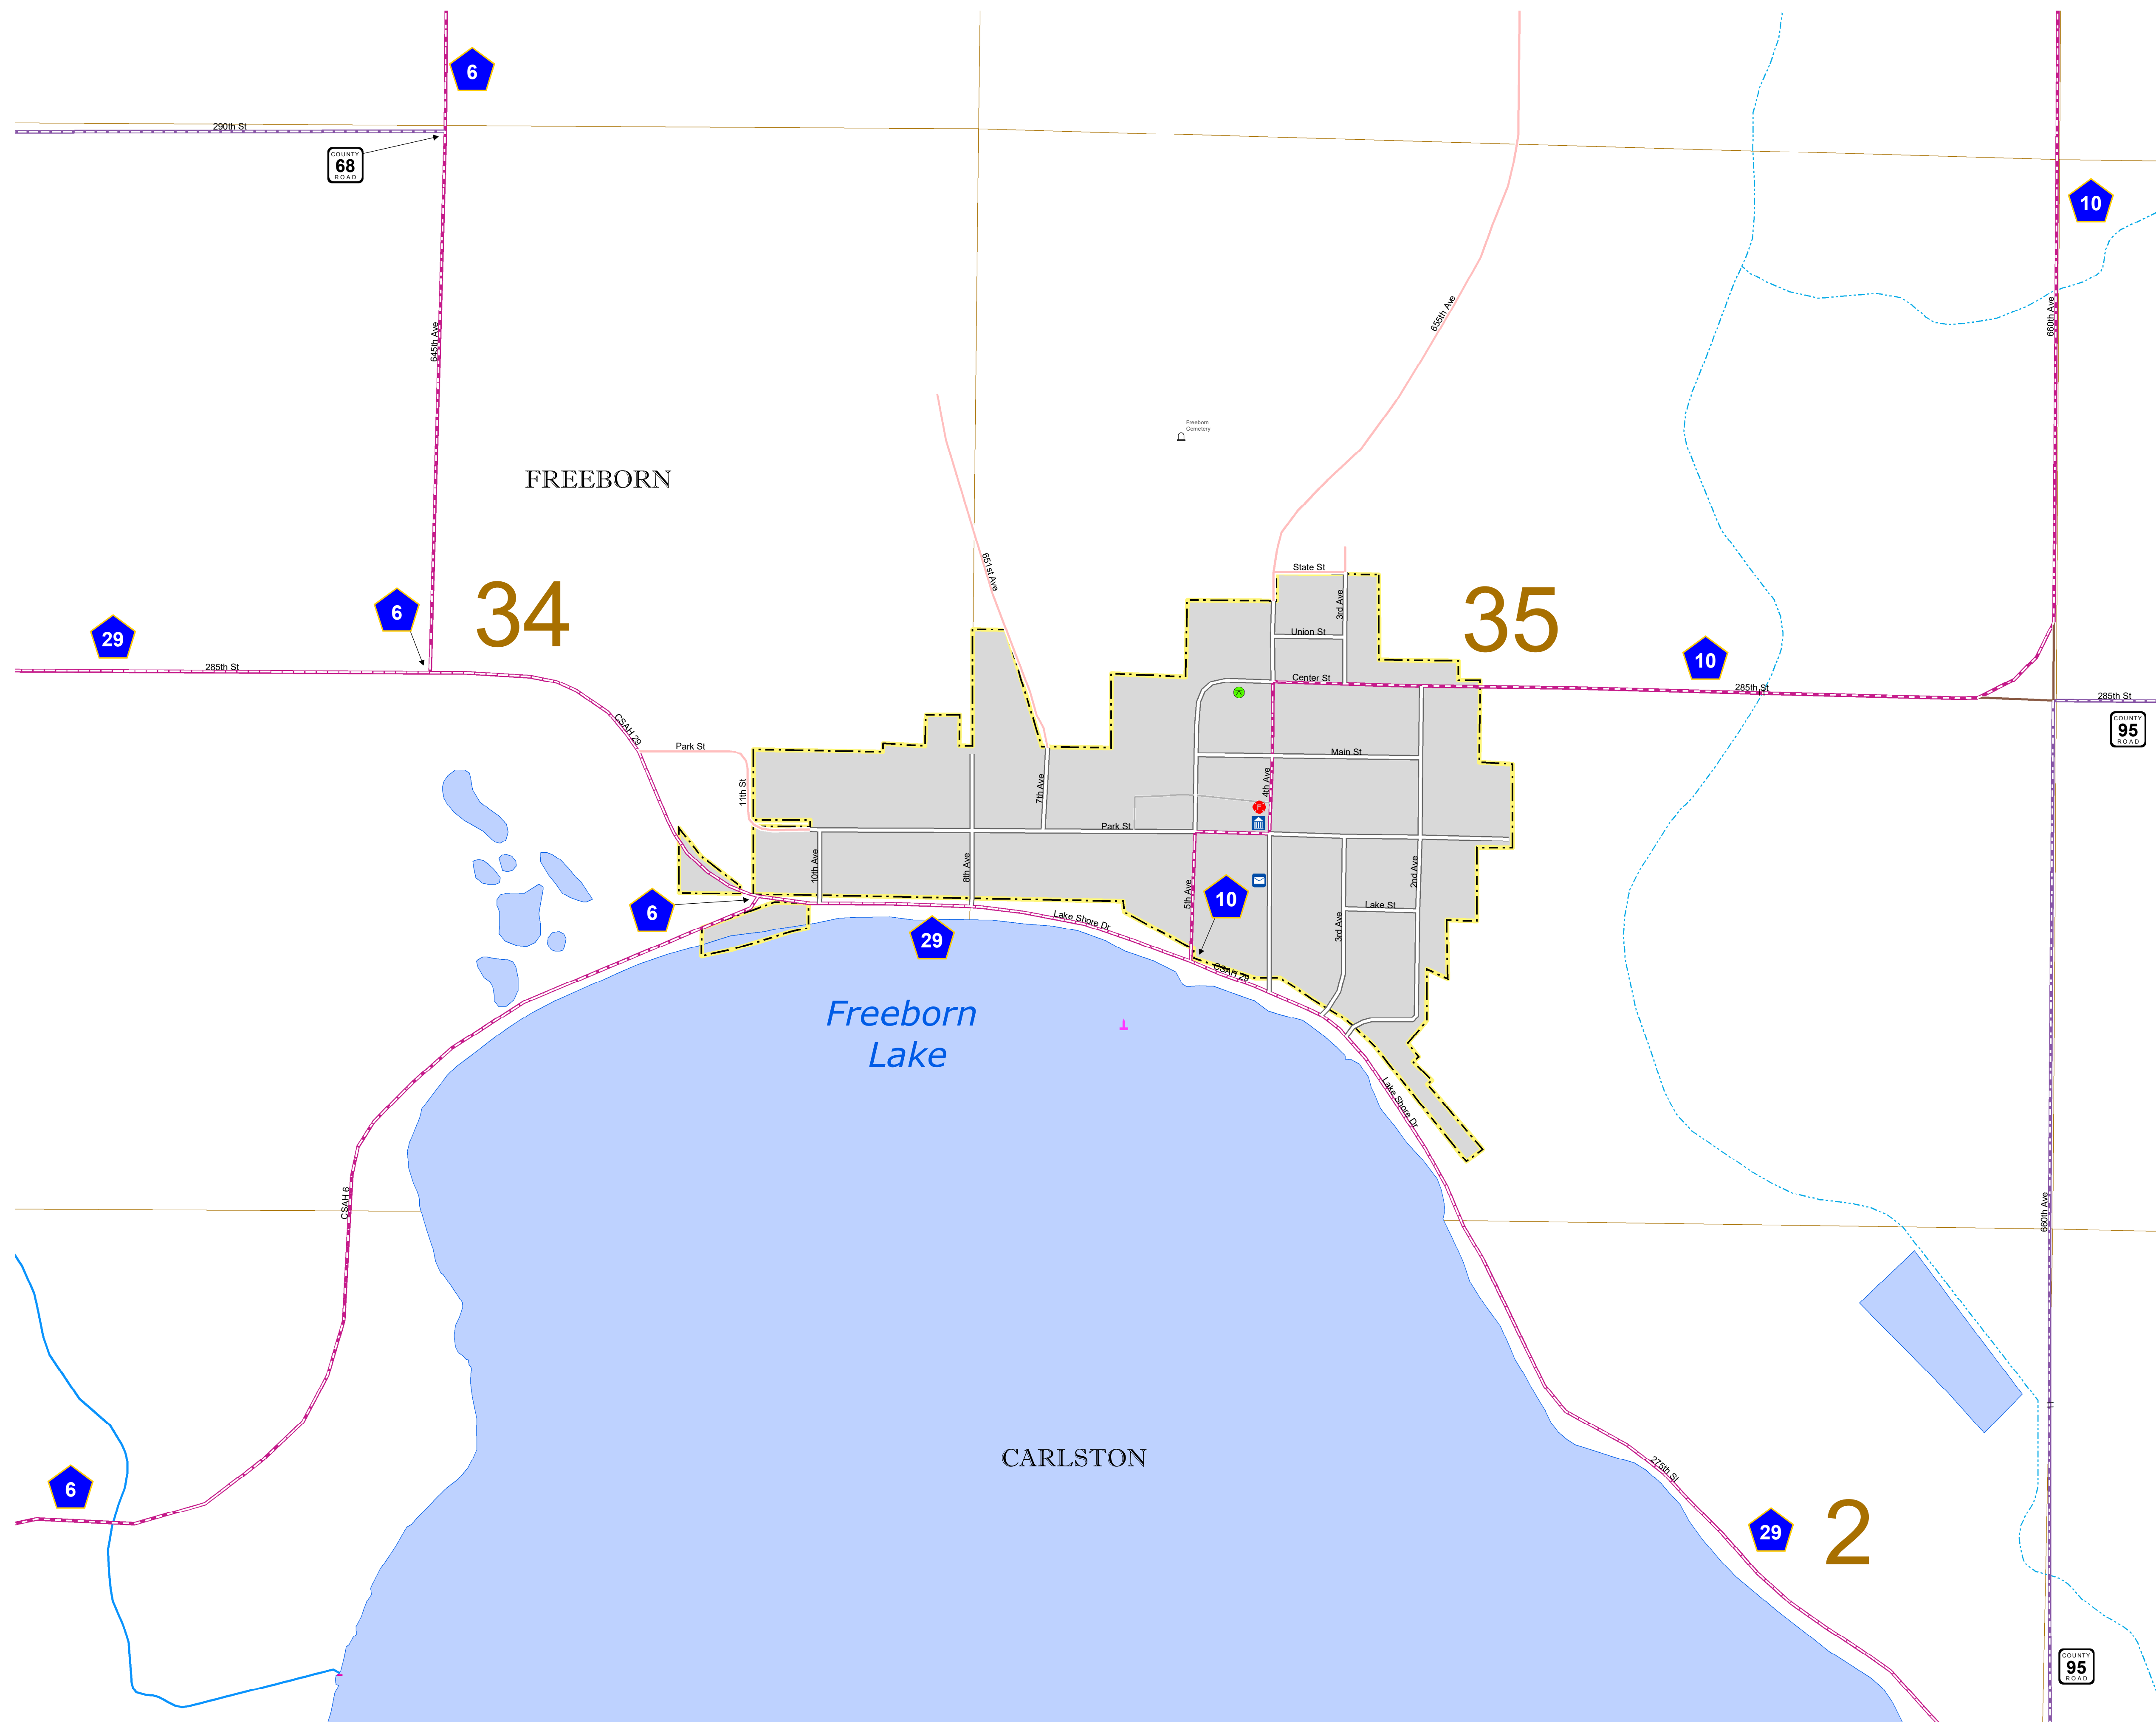 6
290th St
COUNTY
68
ROAD
10
645th Ave
655th Ave
660th Ave
Freeborn
Cemetery
FREEBORN
651st Ave
State St
3rd Ave
34
35
6
29
Union St
10
285th St
Center St
285th St
285th St
COUNTY
95
ROAD
CSAH 29
Park St
Main St
11th St
7th Ave
4th Ave
F
Park St
10th Ave
8th Ave
5th Ave
2nd Ave
10
6
Lake St
3rd Ave
Lake Shore Dr
29
CSAH 29
Freeborn
Lake
Lake Shore Dr
CSAH 6
660th Ave
CARLSTON
275th St
6
29
2
COUNTY
95
ROAD